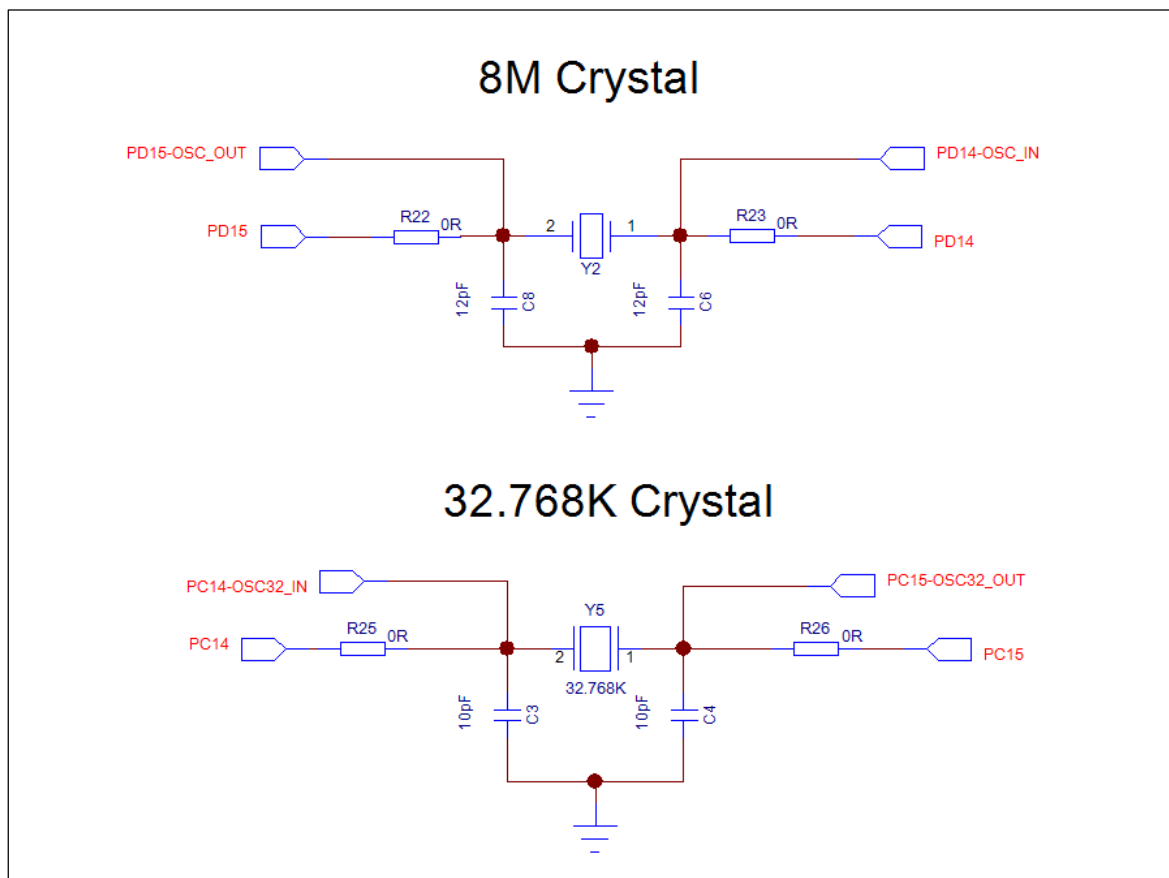 8M Crystal
PD15-OSC_OUT
PD14-OSC_IN
PD15
R22
0R
2
1
R23
0R
PD14
Y2
12pF
C8
12pF
C6
32.768K Crystal
PC14-OSC32_IN
PC15-OSC32_OUT
PC14
R25
0R
Y5
2
1
R26
0R
PC15
32.768K
10pF
C3
10pF
C4